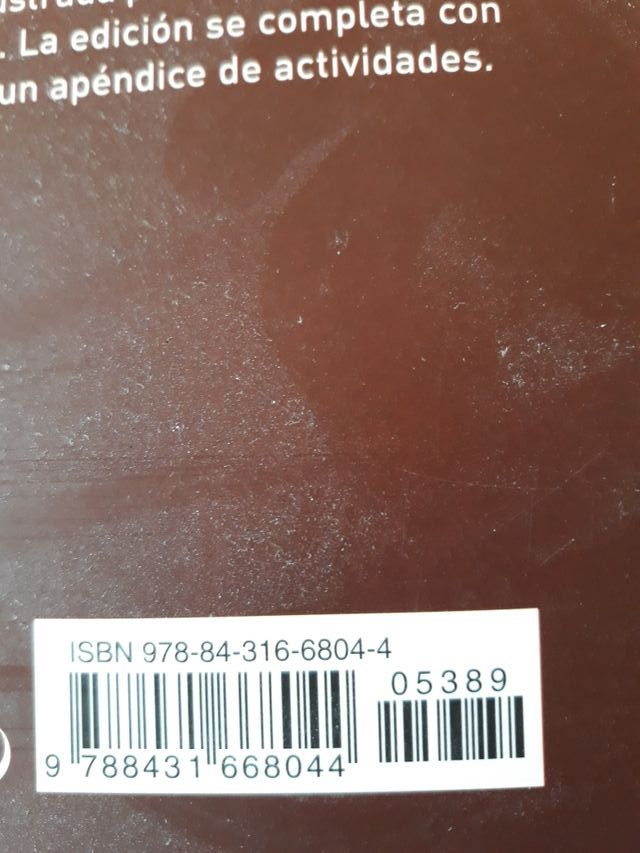 . La edición se completa con
un apéndice de actividades.
ISBN 978-84-316-6804-4
05389
9 788431 668044